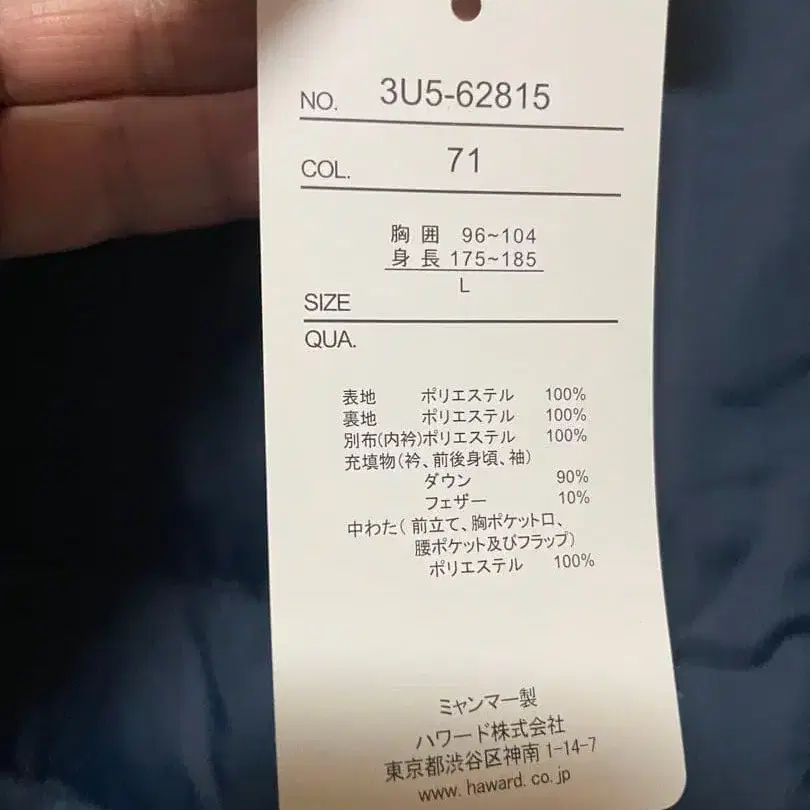 NO. 3U5-62815
COL. 71
胸囲 96~104
身長 175~185
L
SIZE
QUA.
表地 ポリエステル 100%
裏地 ポリエステル 100%
別布(内衿)ポリエステル 100%
充填物(衿、前後身頃、袖)
ダウン 90%
フェザー 10%
中わた(前立て、胸ポケット口、
腰ポケット及びフラップ)
ポリエステル 100%
ミャンマー製
ハワード株式会社
東京都渋谷区神南1-14-7
www.haward.co.jp